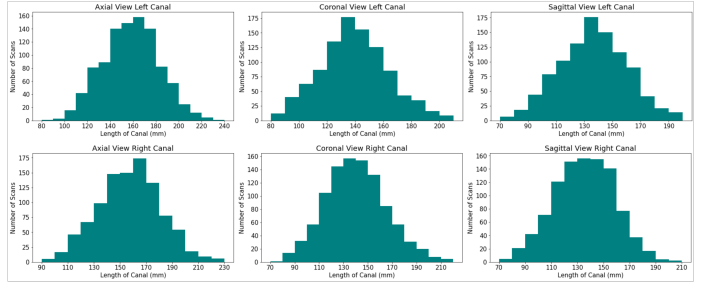 Axial View Left Canal
Number of Scans
160
140
120
100
80
60
40
20
0
80 100 120 140 160 180 200 220 240
Length of Canal (mm)
Coronal View Left Canal
Number of Scans
175
150
125
100
75
50
25
0
80 100 120 140 160 180 200
Length of Canal (mm)
Sagittal View Left Canal
Number of Scans
175
150
125
100
75
50
25
0
70 90 110 130 150 170 190
Length of Canal (mm)
Axial View Right Canal
Number of Scans
175
150
125
100
75
50
25
0
90 110 130 150 170 190 210 230
Length of Canal (mm)
Coronal View Right Canal
Number of Scans
160
140
120
100
80
60
40
20
0
70 90 110 130 150 170 190 210
Length of Canal (mm)
Sagittal View Right Canal
Number of Scans
160
140
120
100
80
60
40
20
0
70 90 110 130 150 170 190 210
Length of Canal (mm)